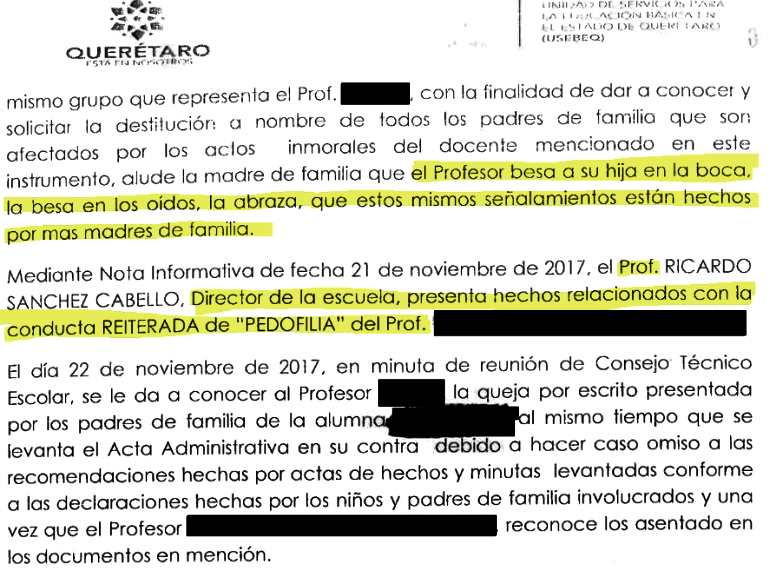 QUERÉTARO
ESTÁ EN NOSOTROS
UNIDAD DE SERVICIOS PARA
LA EDUCACIÓN BÁSICA EN
EL ESTADO DE QUERÉTARO
(USEBEQ)
mismo grupo que representa el Prof. , con la finalidad de dar a conocer y
solicitar la destitución a nombre de todos los padres de familia que son
afectados por los actos inmorales del docente mencionado en este
instrumento, alude la madre de familia que el Profesor besa a su hija en la boca,
la besa en los oídos, la abraza, que estos mismos señalamientos están hechos
por mas madres de familia.
Mediante Nota Informativa de fecha 21 de noviembre de 2017, el Prof. RICARDO
SANCHEZ CABELLO, Director de la escuela, presenta hechos relacionados con la
conducta REITERADA de "PEDOFILIA" del Prof.
El día 22 de noviembre de 2017, en minuta de reunión de Consejo Técnico
Escolar, se le da a conocer al Profesor la queja por escrito presentada
por los padres de familia de la alumna al mismo tiempo que se
levanta el Acta Administrativa en su contra debido a hacer caso omiso a las
recomendaciones hechas por actas de hechos y minutas levantadas conforme
a las declaraciones hechas por los niños y padres de familia involucrados y una
vez que el Profesor , reconoce los asentado en
los documentos en mención.